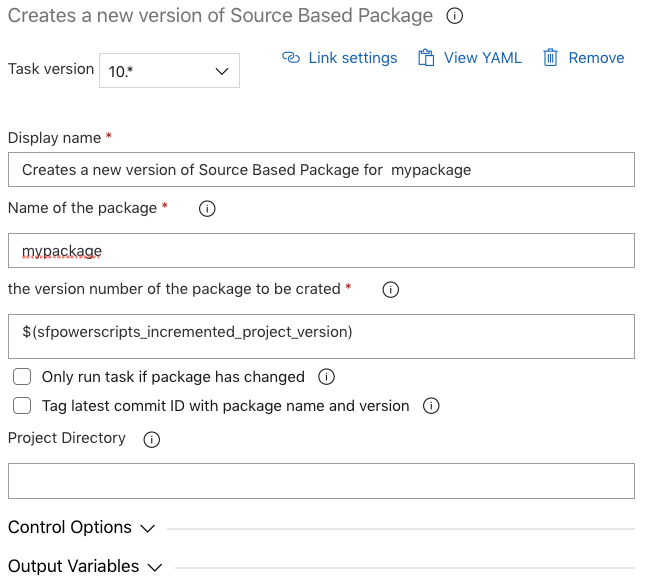 Creates a new version of Source Based Package
Task version 10.* Link settings View YAML Remove
Display name *
Creates a new version of Source Based Package for mypackage
Name of the package *
mypackage
the version number of the package to be crated *
$(sfpowerscripts_incremented_project_version)
Only run task if package has changed
Tag latest commit ID with package name and version
Project Directory
Control Options
Output Variables